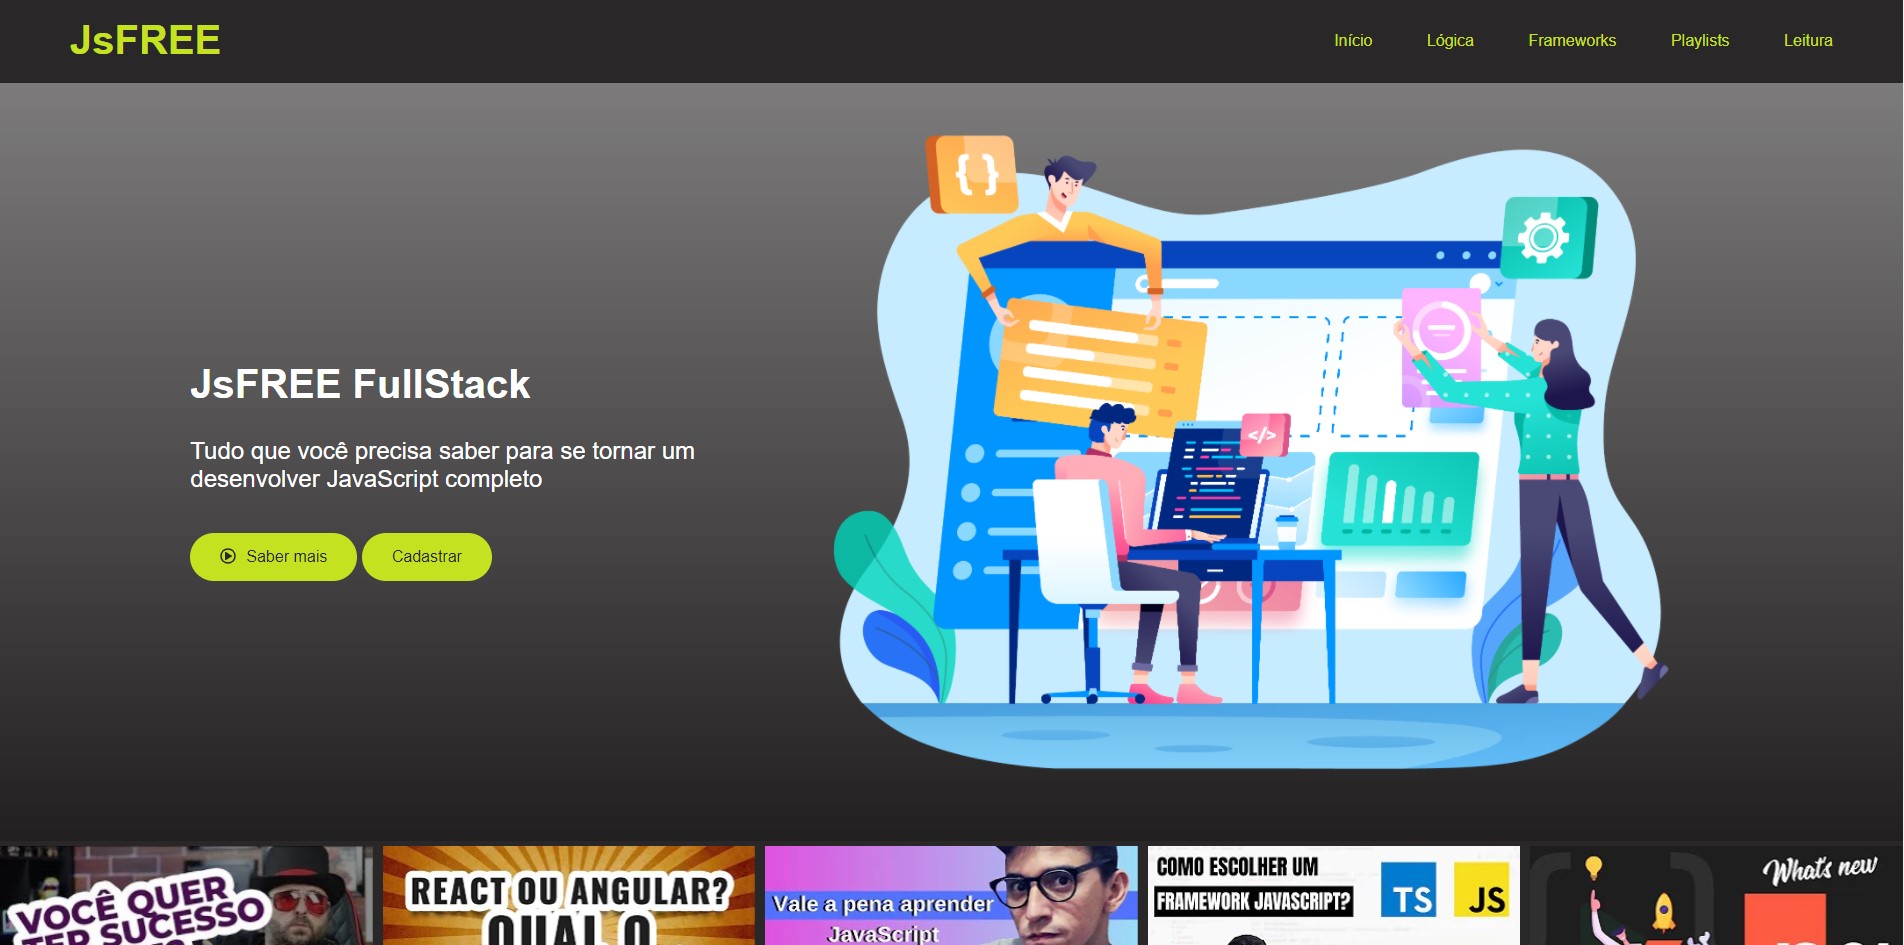 JsFREE
Início
Lógica
Frameworks
Playlists
Leitura
JsFREE FullStack
Tudo que você precisa saber para se tornar um
desenvolver JavaScript completo
Saber mais
Cadastrar
{ }
</>
VOCÊ QUER
TER SUCESSO
REACT OU ANGULAR?
QUAL O
Vale a pena aprender
JavaScript
COMO ESCOLHER UM
FRAMEWORK JAVASCRIPT?
TS
JS
What's new